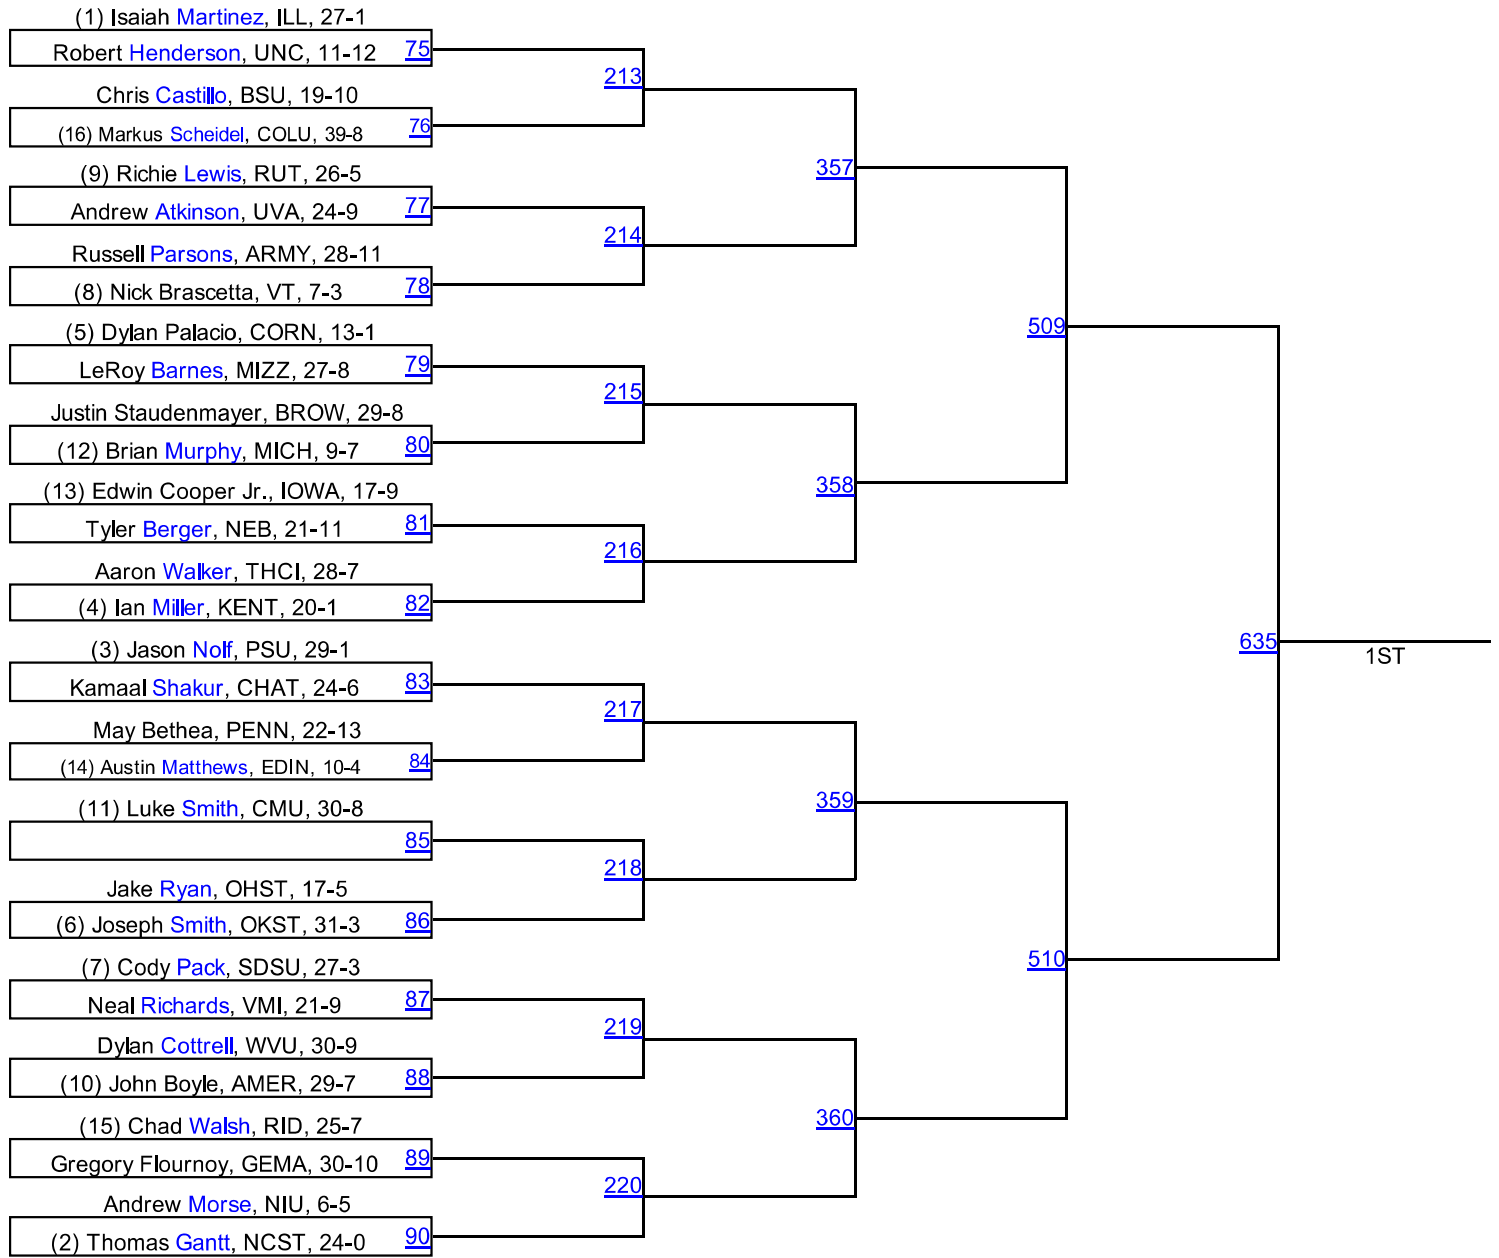 (1) Isaiah Martinez, ILL, 27-1
Robert Henderson, UNC, 11-12 75
213
Chris Castillo, BSU, 19-10
(16) Markus Scheidel, COLU, 39-8 76
357
(9) Richie Lewis, RUT, 26-5
Andrew Atkinson, UVA, 24-9 77
214
Russell Parsons, ARMY, 28-11
(8) Nick Brascetta, VT, 7-3 78
509
(5) Dylan Palacio, CORN, 13-1
LeRoy Barnes, MIZZ, 27-8 79
215
Justin Staudenmayer, BROW, 29-8
(12) Brian Murphy, MICH, 9-7 80
358
(13) Edwin Cooper Jr., IOWA, 17-9
Tyler Berger, NEB, 21-11 81
216
Aaron Walker, THCI, 28-7
(4) Ian Miller, KENT, 20-1 82
635
1ST
(3) Jason Nolf, PSU, 29-1
Kamaal Shakur, CHAT, 24-6 83
217
May Bethea, PENN, 22-13
(14) Austin Matthews, EDIN, 10-4 84
359
(11) Luke Smith, CMU, 30-8
85
218
Jake Ryan, OHST, 17-5
(6) Joseph Smith, OKST, 31-3 86
510
(7) Cody Pack, SDSU, 27-3
Neal Richards, VMI, 21-9 87
219
Dylan Cottrell, WVU, 30-9
(10) John Boyle, AMER, 29-7 88
360
(15) Chad Walsh, RID, 25-7
Gregory Flournoy, GEMA, 30-10 89
220
Andrew Morse, NIU, 6-5
(2) Thomas Gantt, NCST, 24-0 90